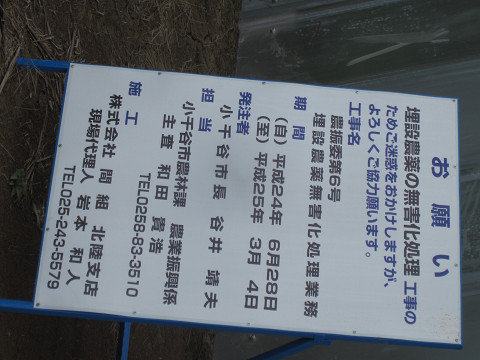 お願い
埋設農薬の無害化処理工事の
ためご迷惑をおかけしますが、
よろしくご協力願います。
工事名
農振委第6号
埋設農薬無害化処理業務
期間
(自)平成24年 6月28日
(至)平成25年 3月 4日
発注者
小千谷市長 谷井 靖夫
担当
小千谷市農林課 農業振興係
主査 和田 貴浩
TEL0258-83-3510
施工
株式会社 間組 北陸支店
現場代理人 岩本 和人
TEL025-243-5579